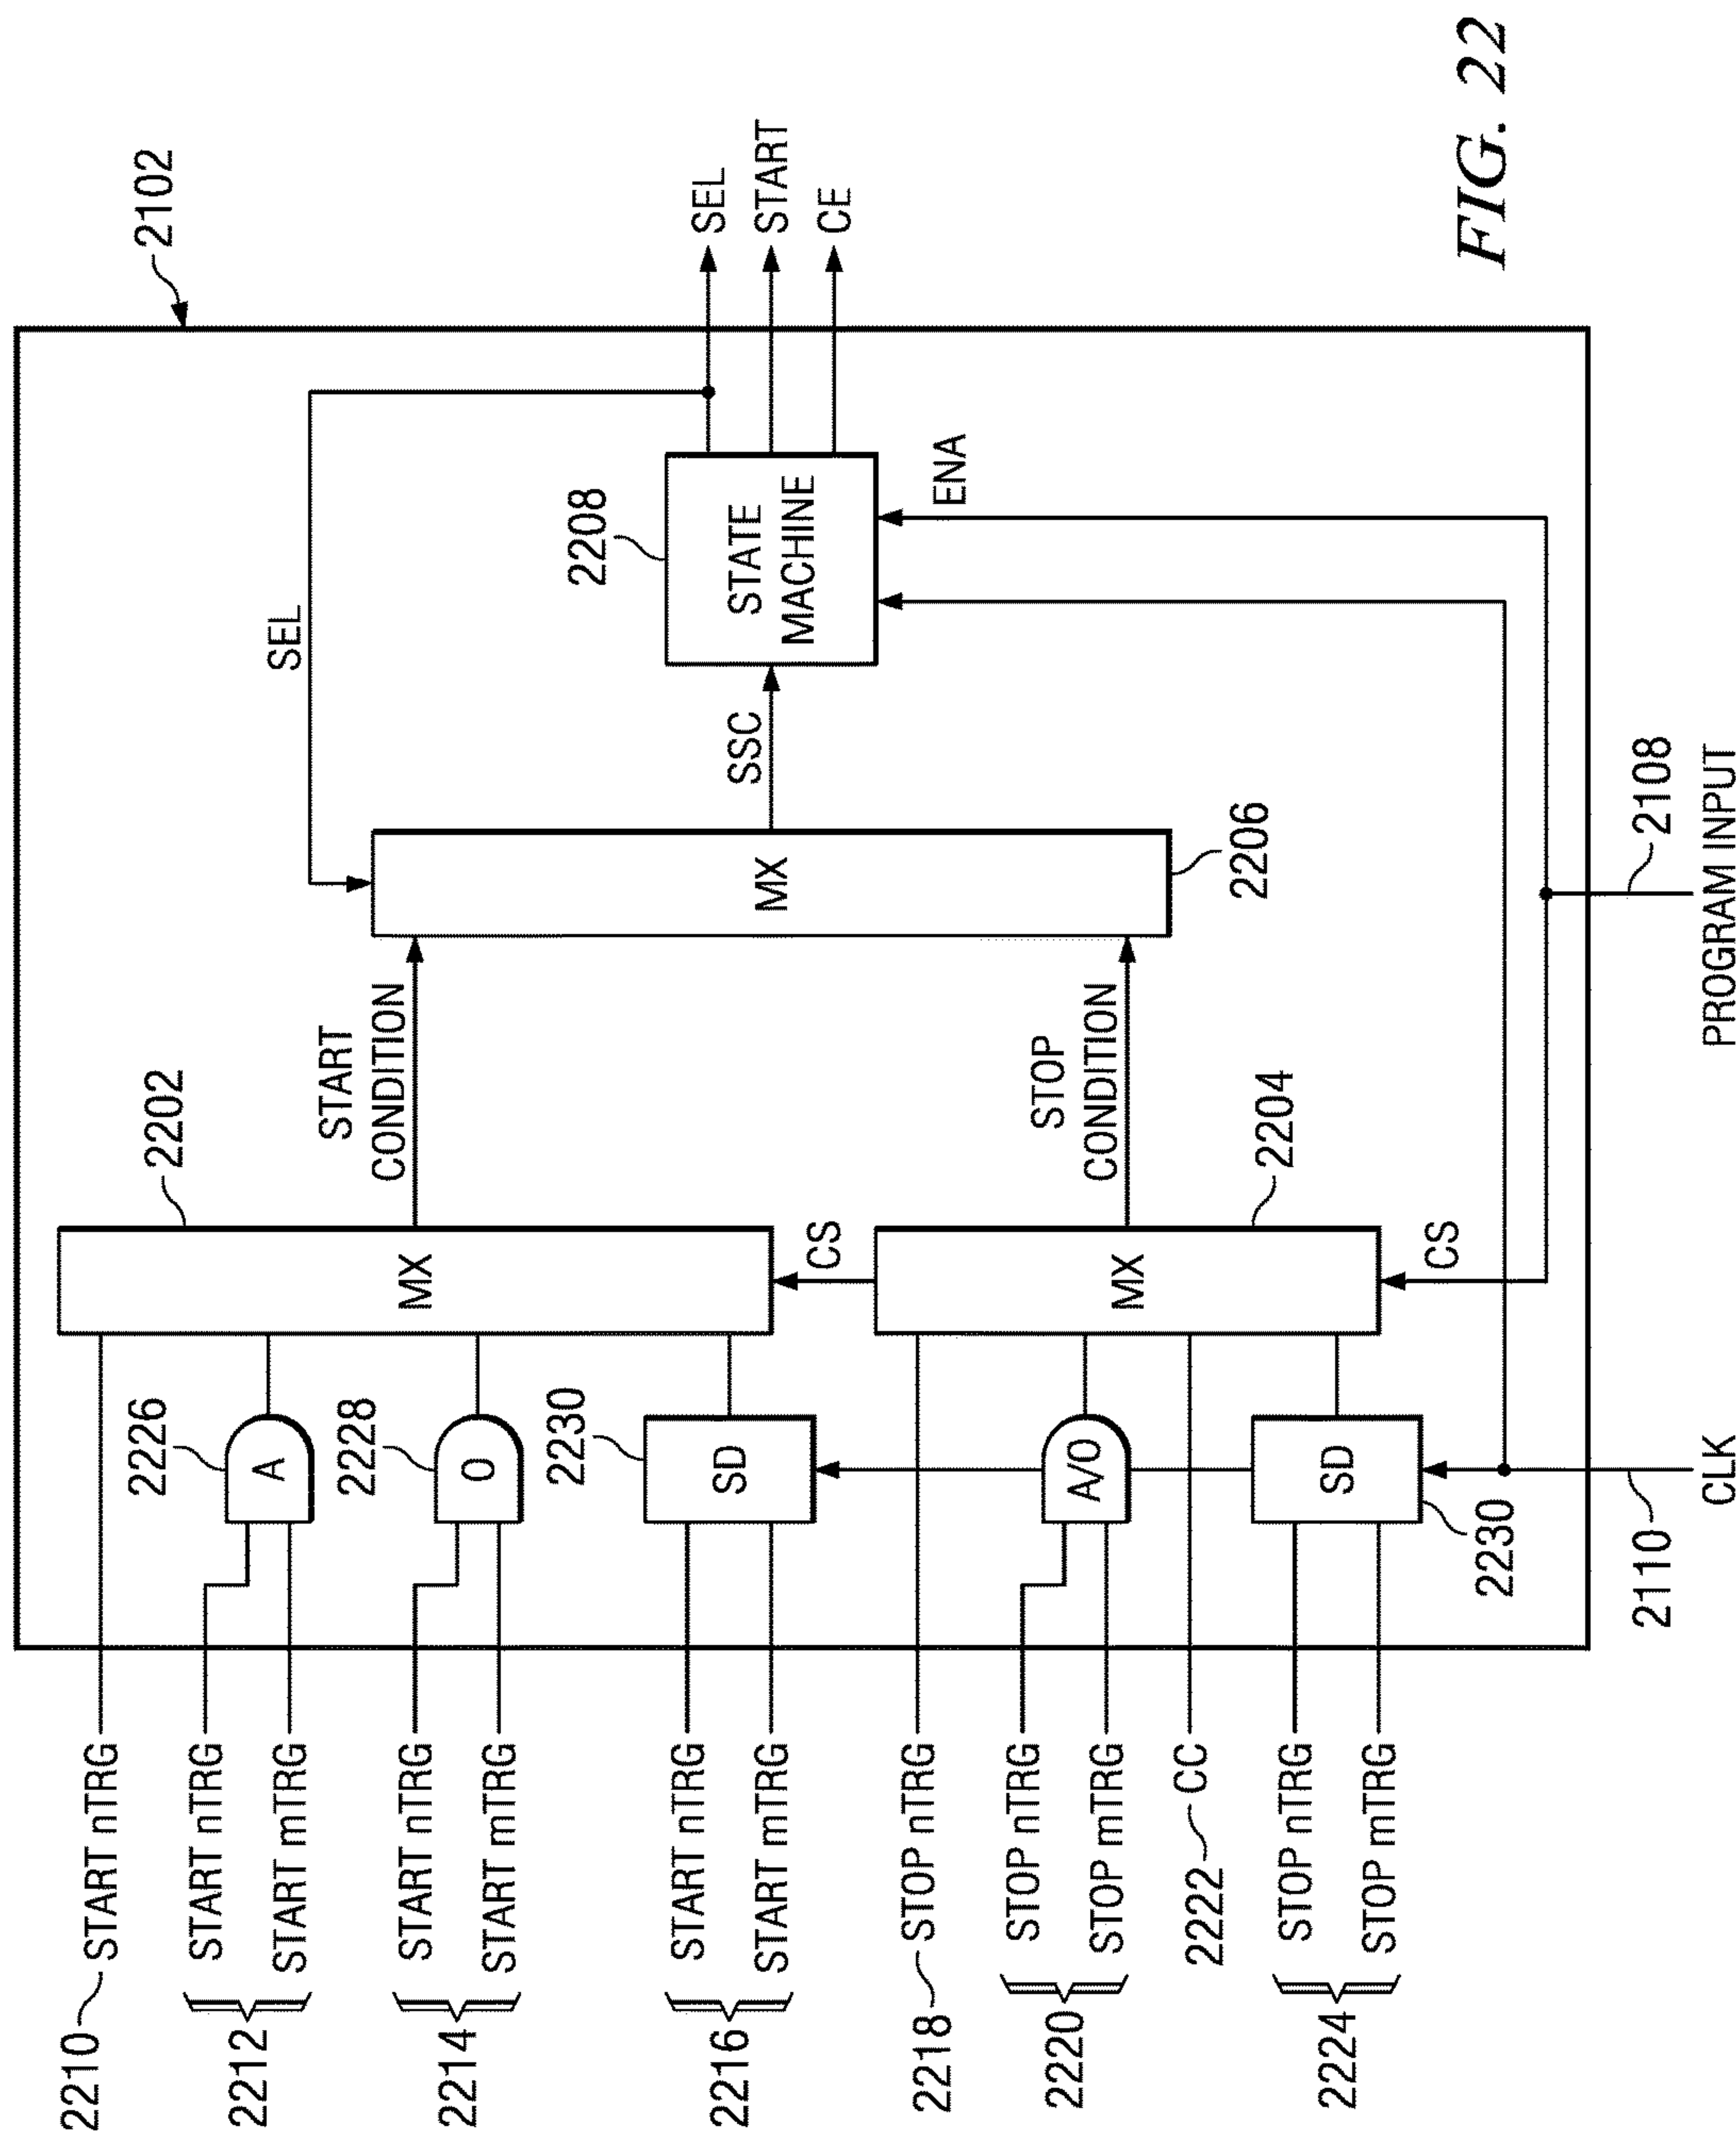 2102
2210
START nTRG
2212
START nTRG
START mTRG
2226
A
2214
START nTRG
START mTRG
2228
O
2216
START nTRG
START mTRG
2230
SD
MX
2202
CS
START
CONDITION
2218
STOP nTRG
2220
STOP nTRG
STOP mTRG
A/O
2222
CC
2224
STOP nTRG
STOP mTRG
SD
2230
MX
2204
CS
STOP
CONDITION
SEL
MX
2206
SSC
2208
STATE
MACHINE
ENA
SEL
START
CE
2110
CLK
2108
PROGRAM INPUT
FIG. 22